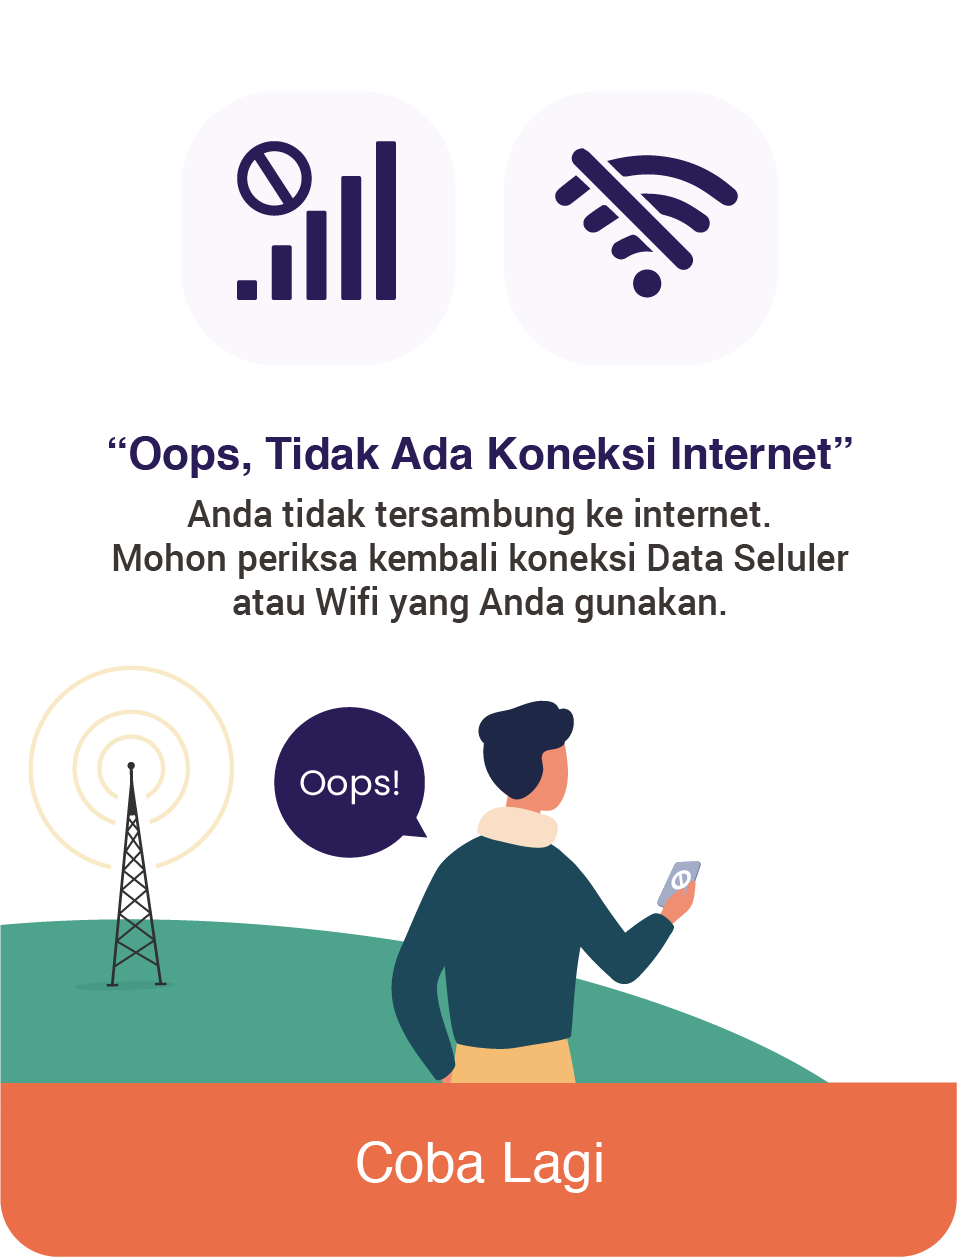 “Oops, Tidak Ada Koneksi Internet”
Anda tidak tersambung ke internet.
Mohon periksa kembali koneksi Data Seluler
atau Wifi yang Anda gunakan.
Oops!
Coba Lagi